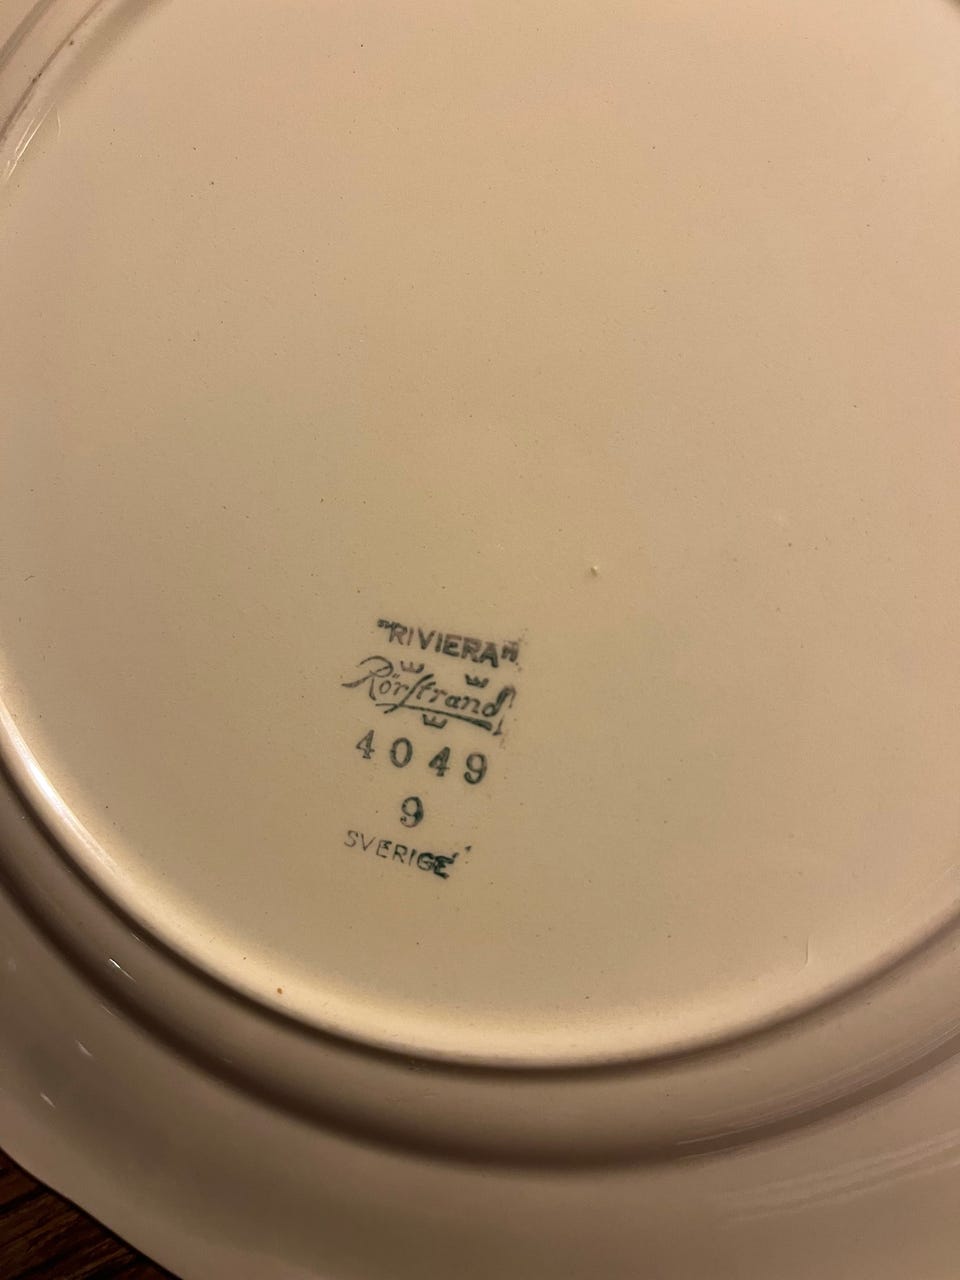 "RIVIERA"
Rörstrand
4049
9
SVERIGE